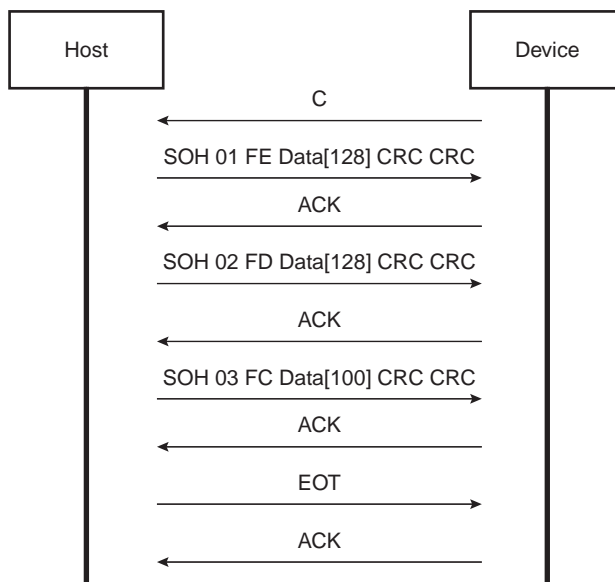 Host
Device
C
SOH 01 FE Data[128] CRC CRC
ACK
SOH 02 FD Data[128] CRC CRC
ACK
SOH 03 FC Data[100] CRC CRC
ACK
EOT
ACK